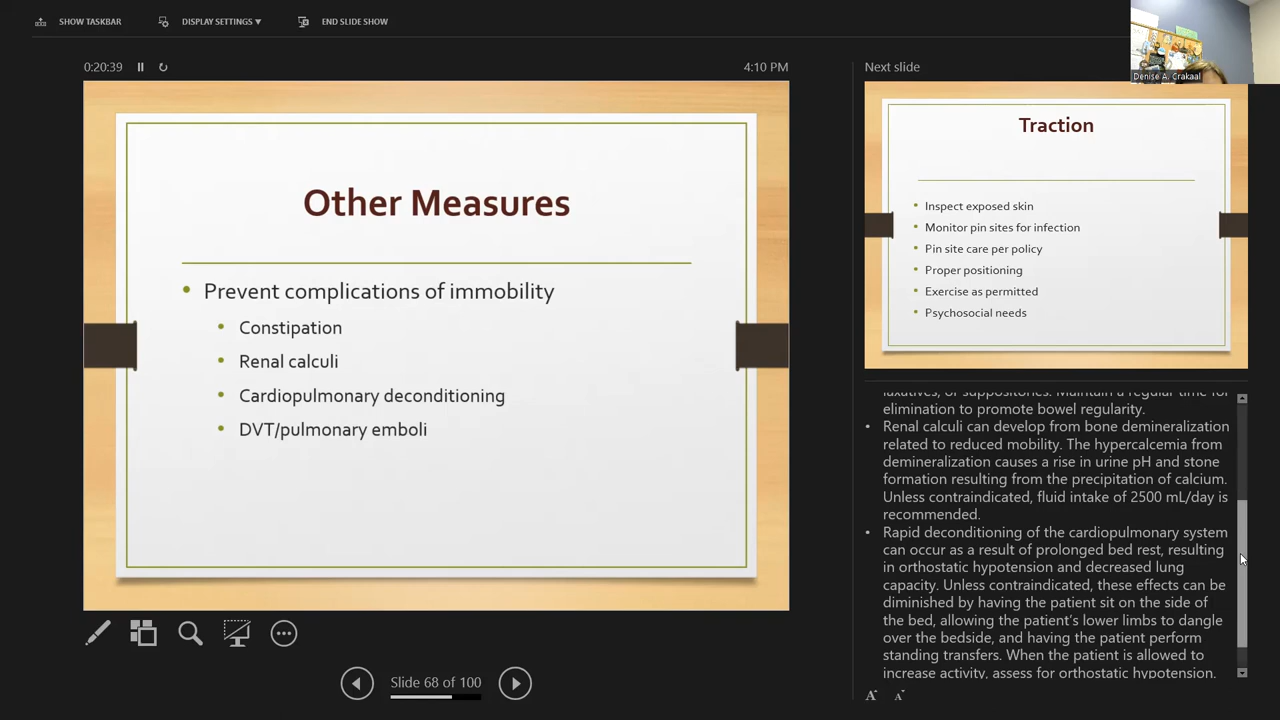 SHOW TASKBAR
DISPLAY SETTINGS ▼
END SLIDE SHOW
0:20:39
4:10 PM
Other Measures
• Prevent complications of immobility
• Constipation
• Renal calculi
• Cardiopulmonary deconditioning
• DVT/pulmonary emboli
Slide 68 of 100
Next slide
Denise A. Crakaal
Traction
• Inspect exposed skin
• Monitor pin sites for infection
• Pin site care per policy
• Proper positioning
• Exercise as permitted
• Psychosocial needs
laxatives, or suppositories. Maintain a regular time for
elimination to promote bowel regularity.
• Renal calculi can develop from bone demineralization
related to reduced mobility. The hypercalcemia from
demineralization causes a rise in urine pH and stone
formation resulting from the precipitation of calcium.
Unless contraindicated, fluid intake of 2500 mL/day is
recommended.
• Rapid deconditioning of the cardiopulmonary system
can occur as a result of prolonged bed rest, resulting
in orthostatic hypotension and decreased lung
capacity. Unless contraindicated, these effects can be
diminished by having the patient sit on the side of
the bed, allowing the patient's lower limbs to dangle
over the bedside, and having the patient perform
standing transfers. When the patient is allowed to
increase activity, assess for orthostatic hypotension.
A A